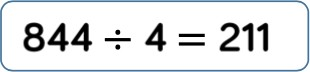 844 ÷ 4 = 211